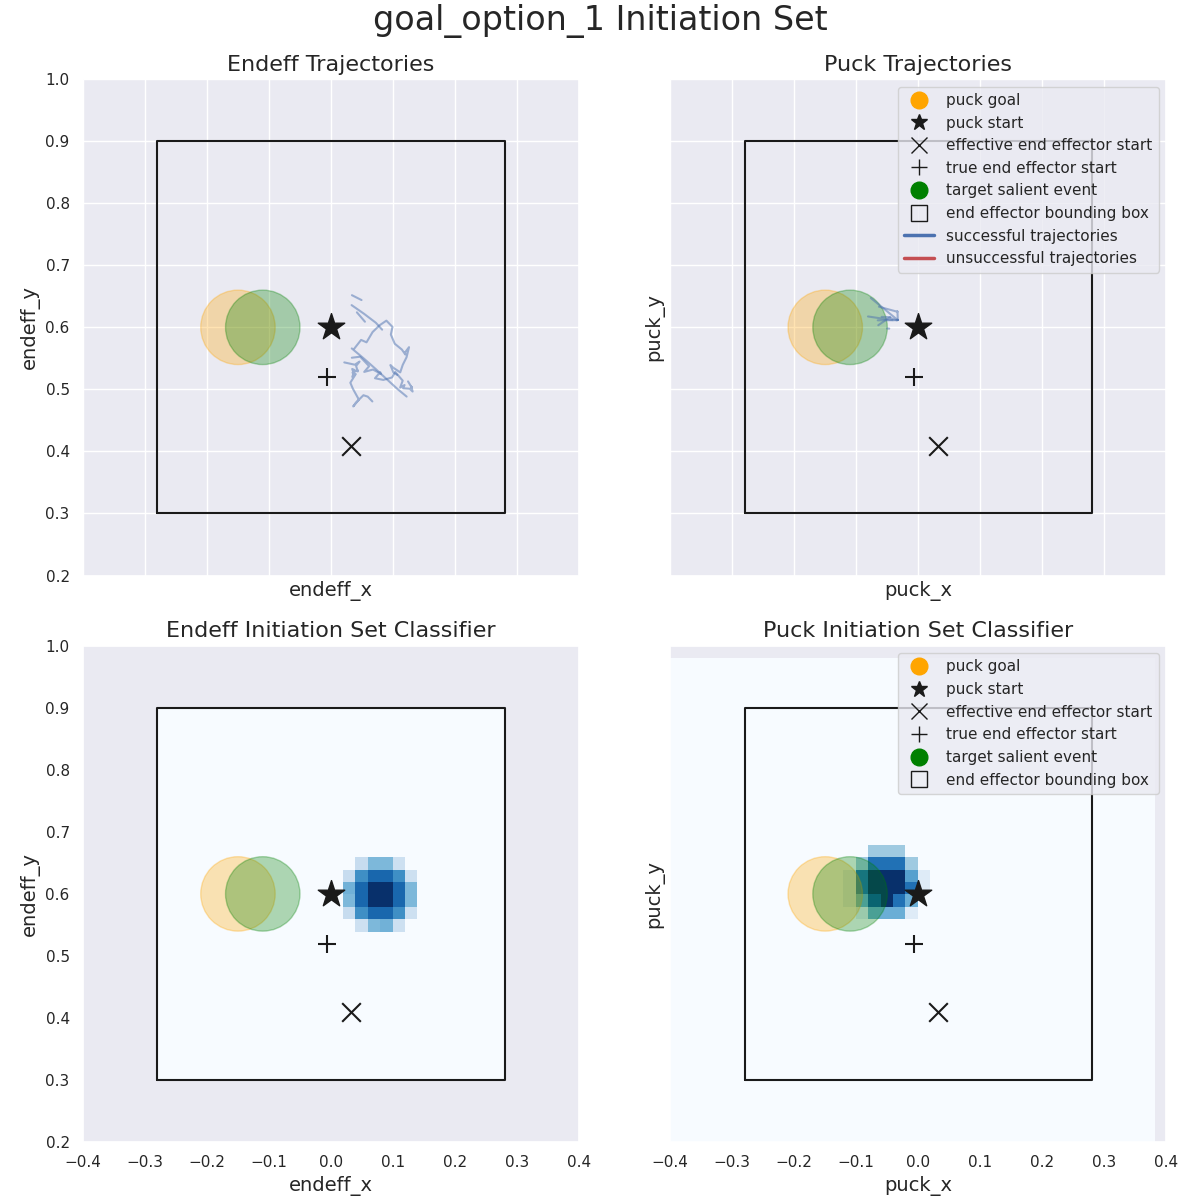 goal_option_1 Initiation Set
Endeff Trajectories
1.0
0.9
0.8
0.7
0.6
0.5
0.4
0.3
0.2
endeff_y
endeff_x
Puck Trajectories
puck goal
puck start
effective end effector start
true end effector start
target salient event
end effector bounding box
successful trajectories
unsuccessful trajectories
puck_y
puck_x
Endeff Initiation Set Classifier
1.0
0.9
0.8
0.7
0.6
0.5
0.4
0.3
0.2
endeff_y
−0.4 −0.3 −0.2 −0.1 0.0 0.1 0.2 0.3 0.4
endeff_x
Puck Initiation Set Classifier
puck goal
puck start
effective end effector start
true end effector start
target salient event
end effector bounding box
puck_y
−0.4 −0.3 −0.2 −0.1 0.0 0.1 0.2 0.3 0.4
puck_x